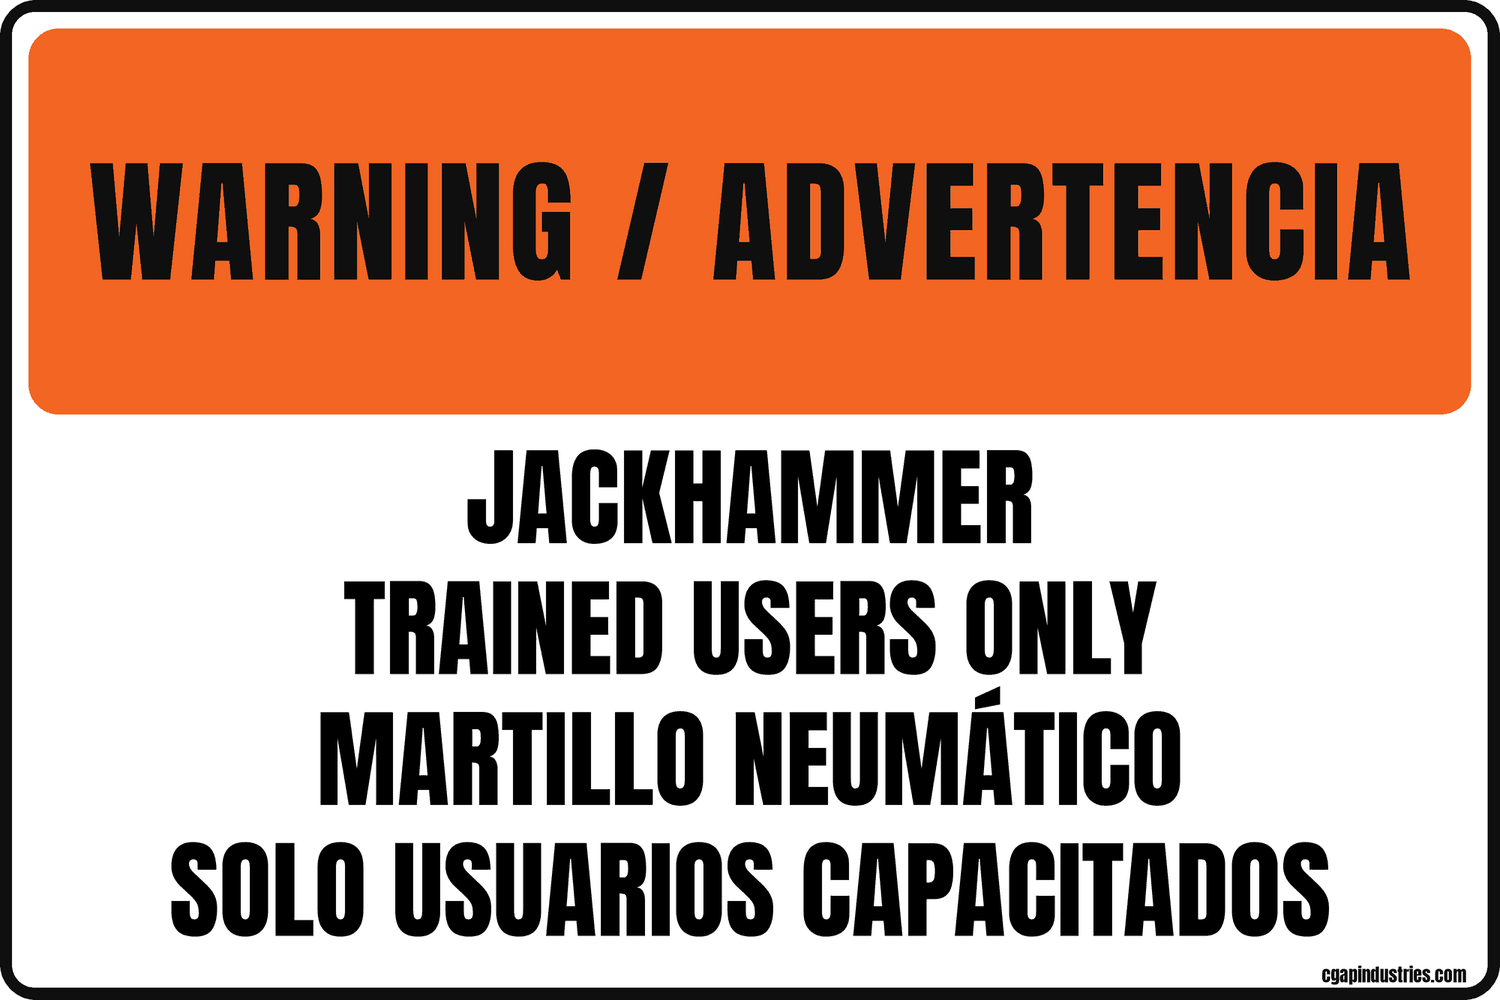 WARNING / ADVERTENCIA
JACKHAMMER
TRAINED USERS ONLY
MARTILLO NEUMÁTICO
SOLO USUARIOS CAPACITADOS
cgapindustries.com